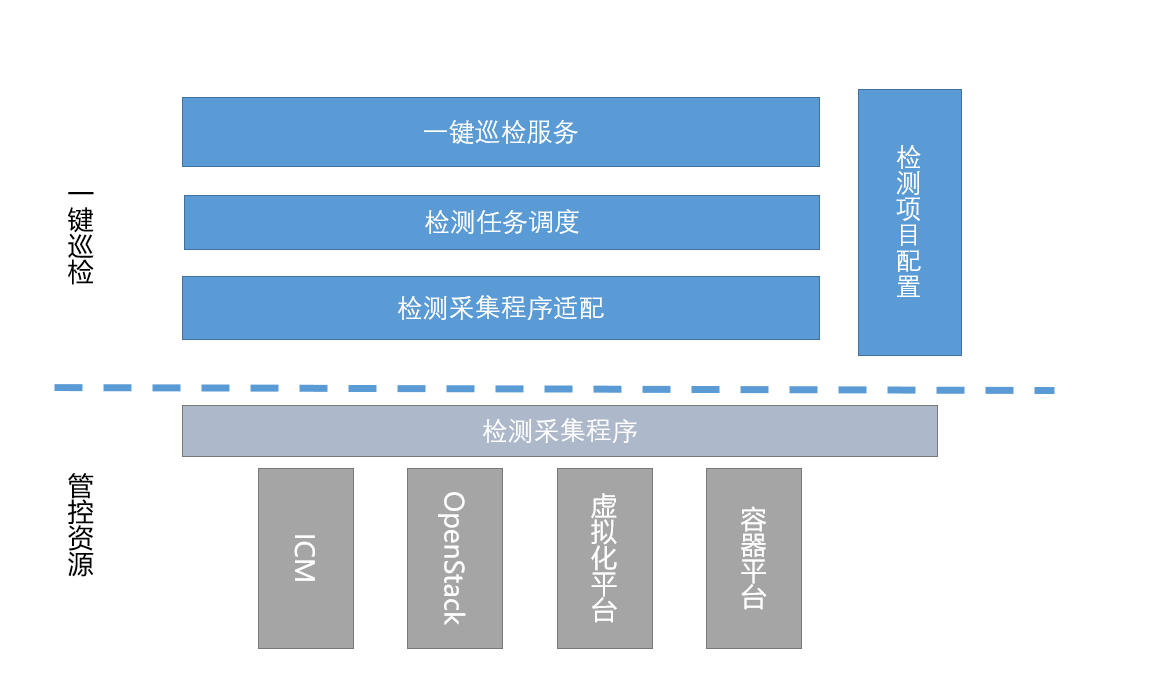 一键巡检服务
检测任务调度
检测采集程序适配
检测项目配置
一键巡检
检测采集程序
管控资源
ICM
OpenStack
虚拟化平台
容器平台